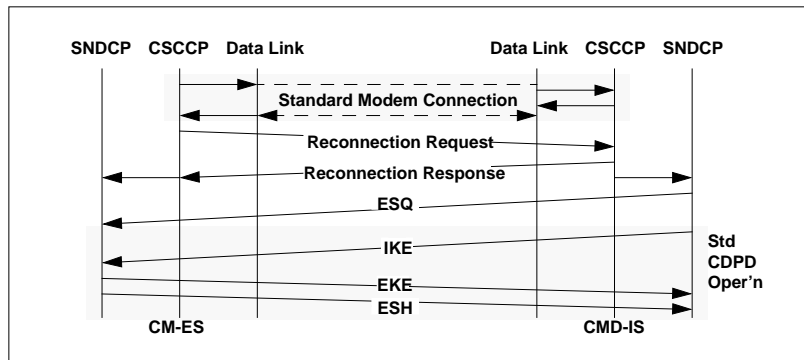 SNDCP CSCCP Data Link Data Link CSCCP SNDCP
Standard Modem Connection
Reconnection Request
Reconnection Response
ESQ
IKE
Std
CDPD
Oper'n
EKE
ESH
CM-ES CMD-IS